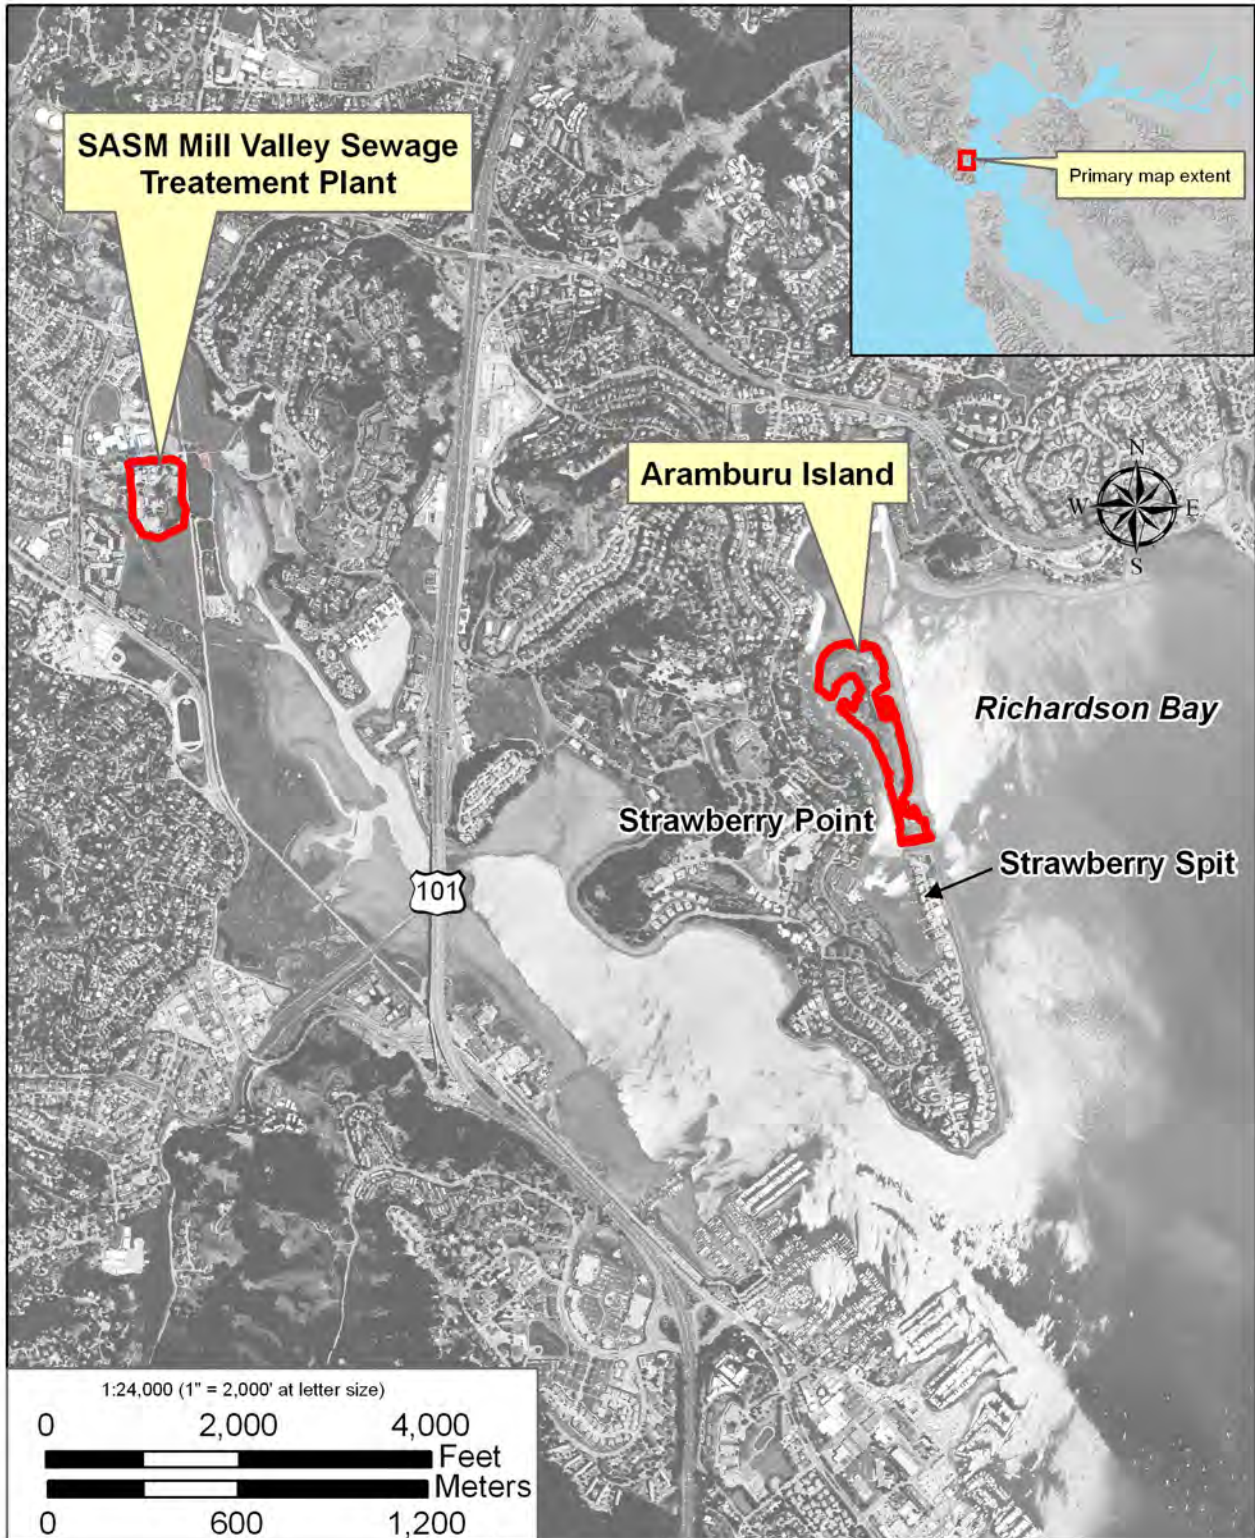 SASM Mill Valley Sewage
Treatement Plant
Primary map extent
Aramburu Island
N
W
E
S
Richardson Bay
Strawberry Point
Strawberry Spit
101
1:24,000 (1" = 2,000' at letter size)
0 2,000 4,000
Feet
Meters
0 600 1,200